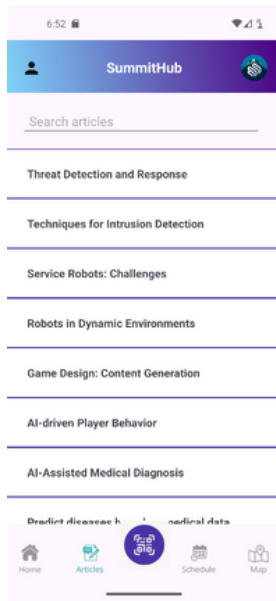 6:52
SummitHub
Search articles
Threat Detection and Response
Techniques for Intrusion Detection
Service Robots: Challenges
Robots in Dynamic Environments
Game Design: Content Generation
AI-driven Player Behavior
AI-Assisted Medical Diagnosis
Predict diseases medical data
Home
Articles
Schedule
Map